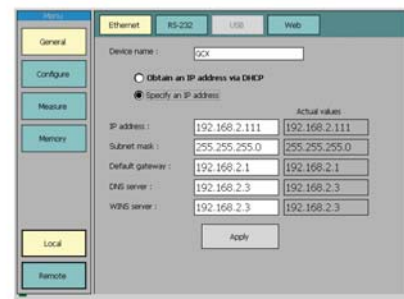 Menu
General
Configure
Measure
Memory
Local
Remote
Ethernet RS-232 USB Web
Device name : GCX
Obtain an IP address via DHCP
Specify an IP address
Actual values
IP address : 192.168.2.111 192.168.2.111
Subnet mask : 255.255.255.0 255.255.255.0
Default gateway : 192.168.2.1 192.168.2.1
DNS server : 192.168.2.3 192.168.2.3
WINS server : 192.168.2.3 192.168.2.3
Apply